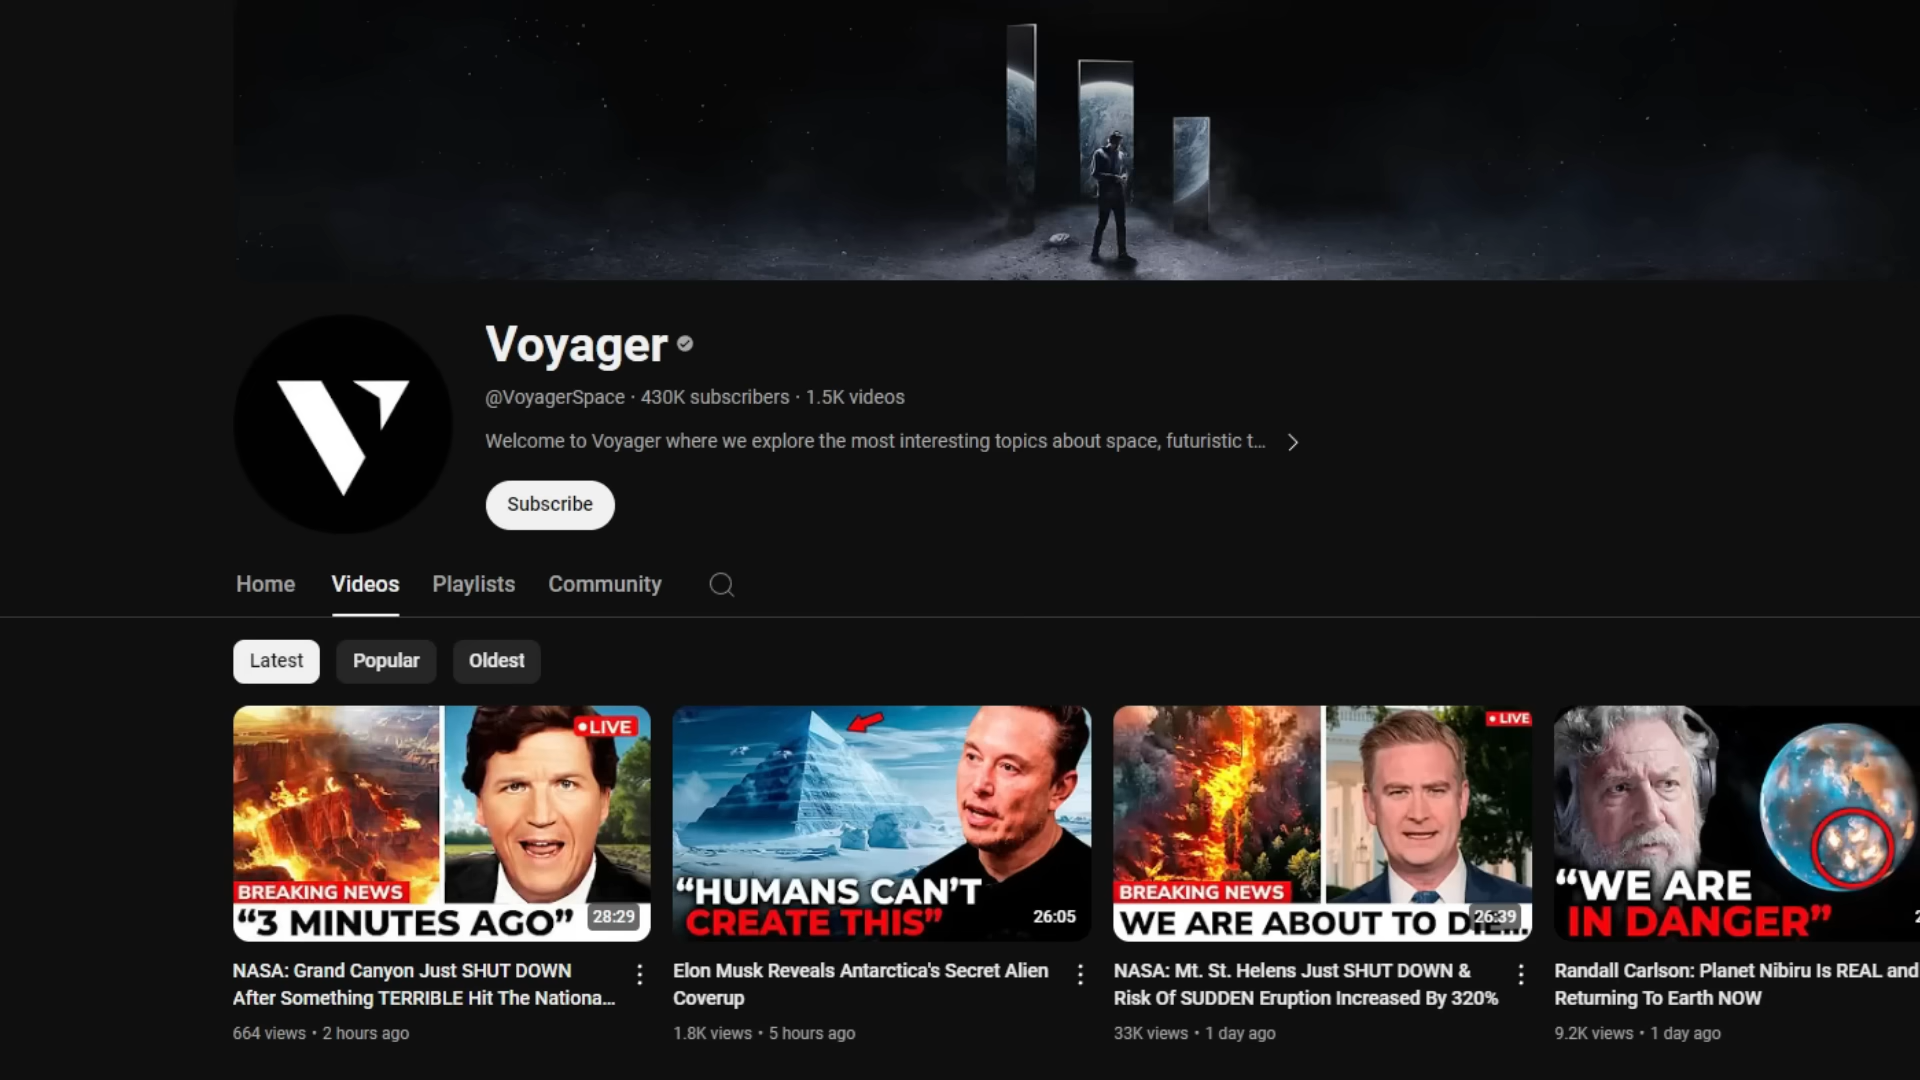 Voyager
@VoyagerSpace · 430K subscribers · 1.5K videos
Welcome to Voyager where we explore the most interesting topics about space, futuristic t...
Subscribe
Home Videos Playlists Community
Latest Popular Oldest
LIVE
BREAKING NEWS
“3 MINUTES AGO”
28:29
NASA: Grand Canyon Just SHUT DOWN
After Something TERRIBLE Hit The Nationa...
664 views • 2 hours ago
“HUMANS CAN’T
CREATE THIS”
26:05
Elon Musk Reveals Antarctica's Secret Alien
Coverup
1.8K views • 5 hours ago
LIVE
BREAKING NEWS
WE ARE ABOUT TO DIE...
26:39
NASA: Mt. St. Helens Just SHUT DOWN &
Risk Of SUDDEN Eruption Increased By 320%
33K views • 1 day ago
“WE ARE
IN DANGER”
Randall Carlson: Planet Nibiru Is REAL and
Returning To Earth NOW
9.2K views • 1 day ago